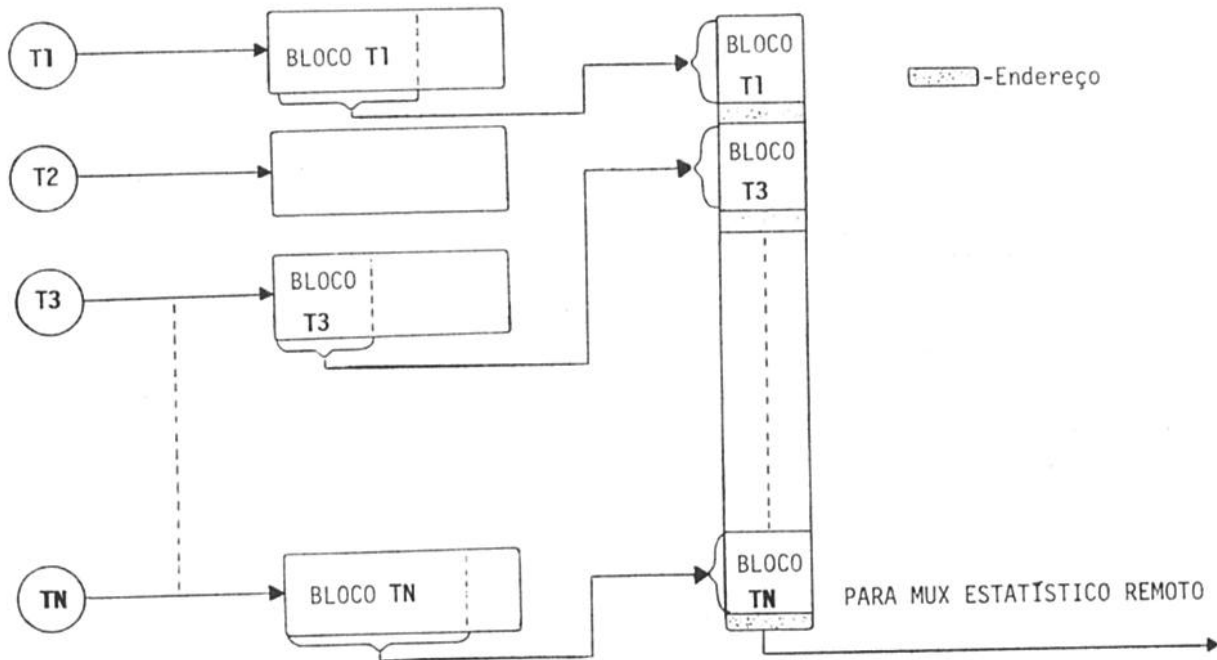 T1
BLOCO T1
BLOCO
T1
-Endereço
T2
BLOCO
T3
T3
BLOCO
T3
TN
BLOCO TN
BLOCO
TN
PARA MUX ESTATÍSTICO REMOTO